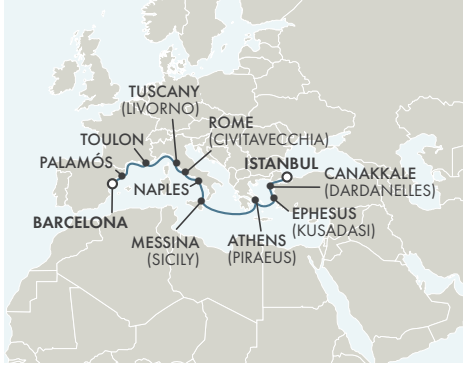 TUSCANY
(LIVORNO)
ROME
(CIVITAVECCHIA)
TOULON
PALAMÓS
ISTANBUL
CANAKKALE
(DARDANELLES)
NAPLES
EPHESUS
(KUSADASI)
BARCELONA
MESSINA
(SICILY)
ATHENS
(PIRAEUS)